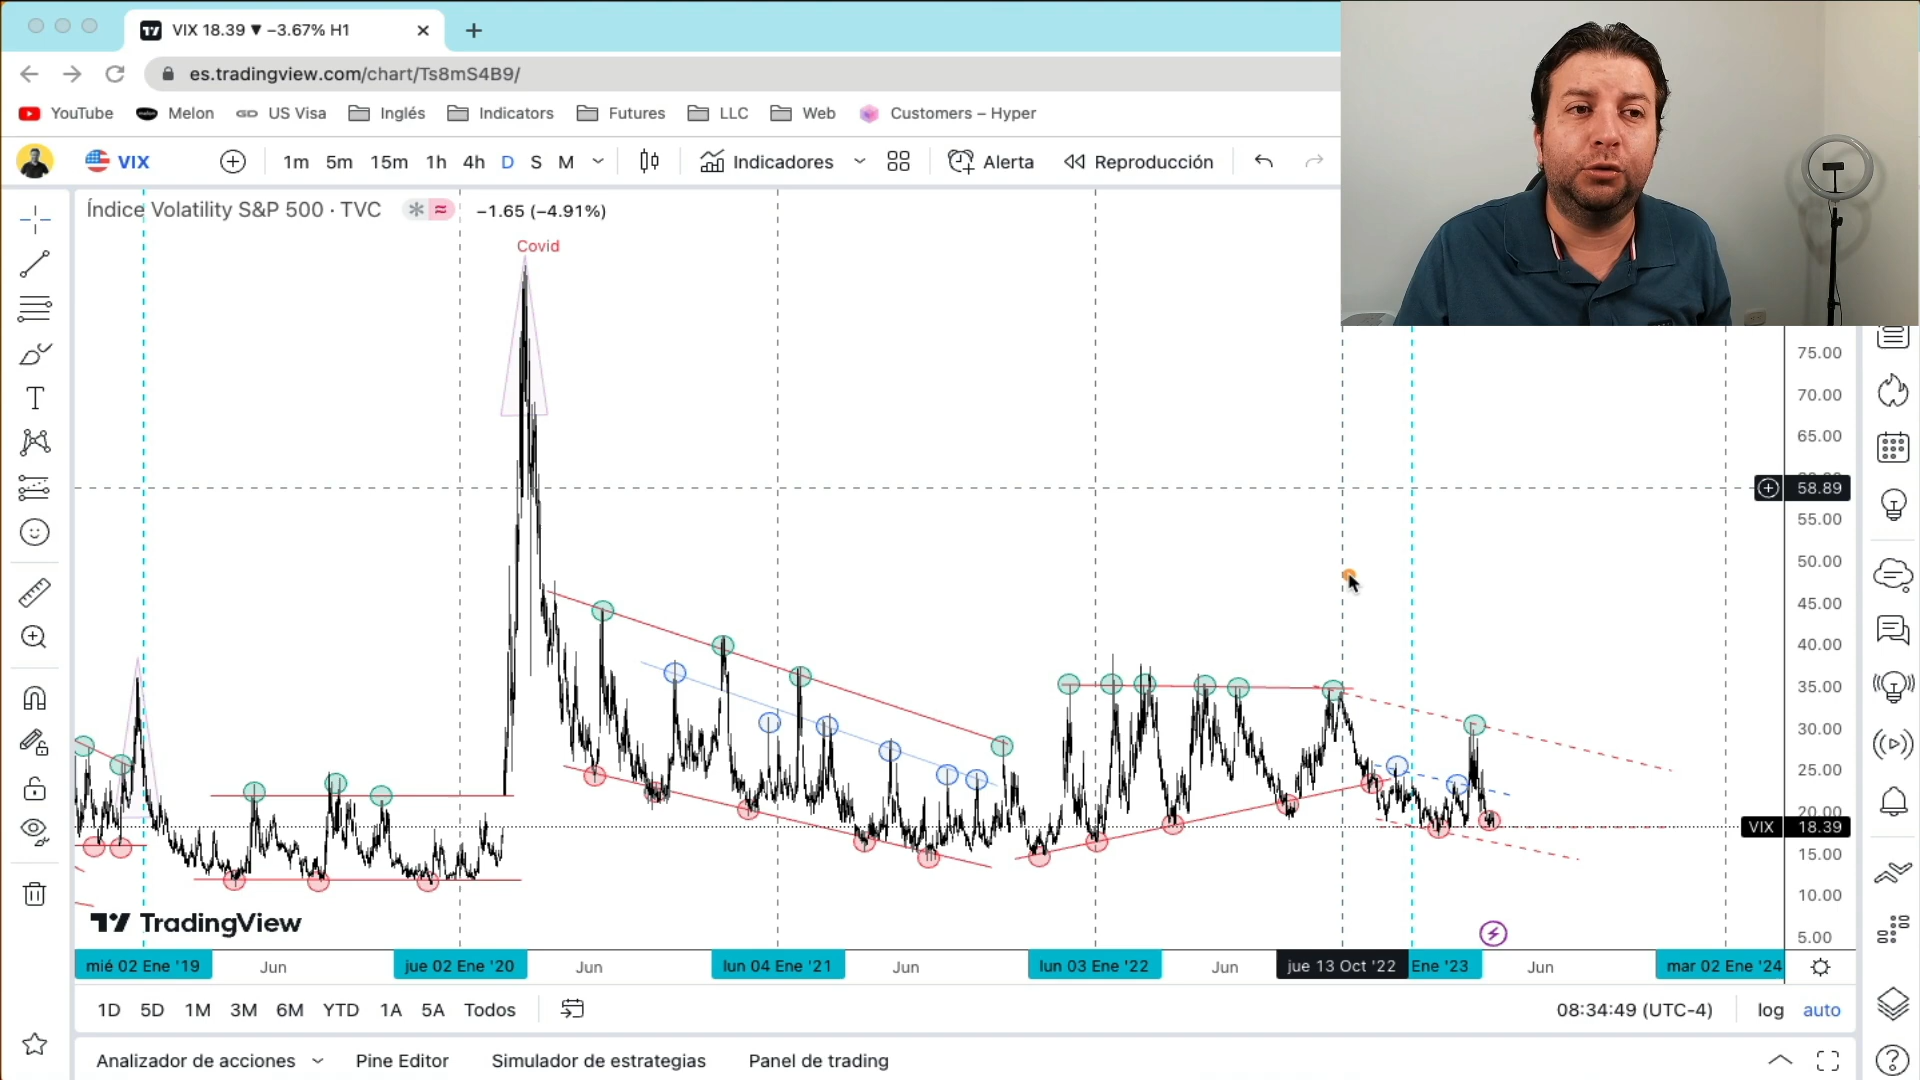 VIX 18.39 ▼ −3.67% H1
es.tradingview.com/chart/Ts8mS4B9/
YouTube Melon US Visa Inglés Indicators Futures LLC Web Customers – Hyper
VIX 1m 5m 15m 1h 4h D S M Indicadores Alerta Reproducción
Índice Volatility S&P 500 · TVC −1.65 (−4.91%)
Covid
75.00
70.00
65.00
58.89
55.00
50.00
45.00
40.00
35.00
30.00
25.00
20.00
VIX 18.39
15.00
10.00
5.00
TradingView
mié 02 Ene '19 Jun jue 02 Ene '20 Jun lun 04 Ene '21 Jun lun 03 Ene '22 Jun jue 13 Oct '22 Ene '23 Jun mar 02 Ene '24
1D 5D 1M 3M 6M YTD 1A 5A Todos 08:34:49 (UTC-4) log auto
Analizador de acciones Pine Editor Simulador de estrategias Panel de trading